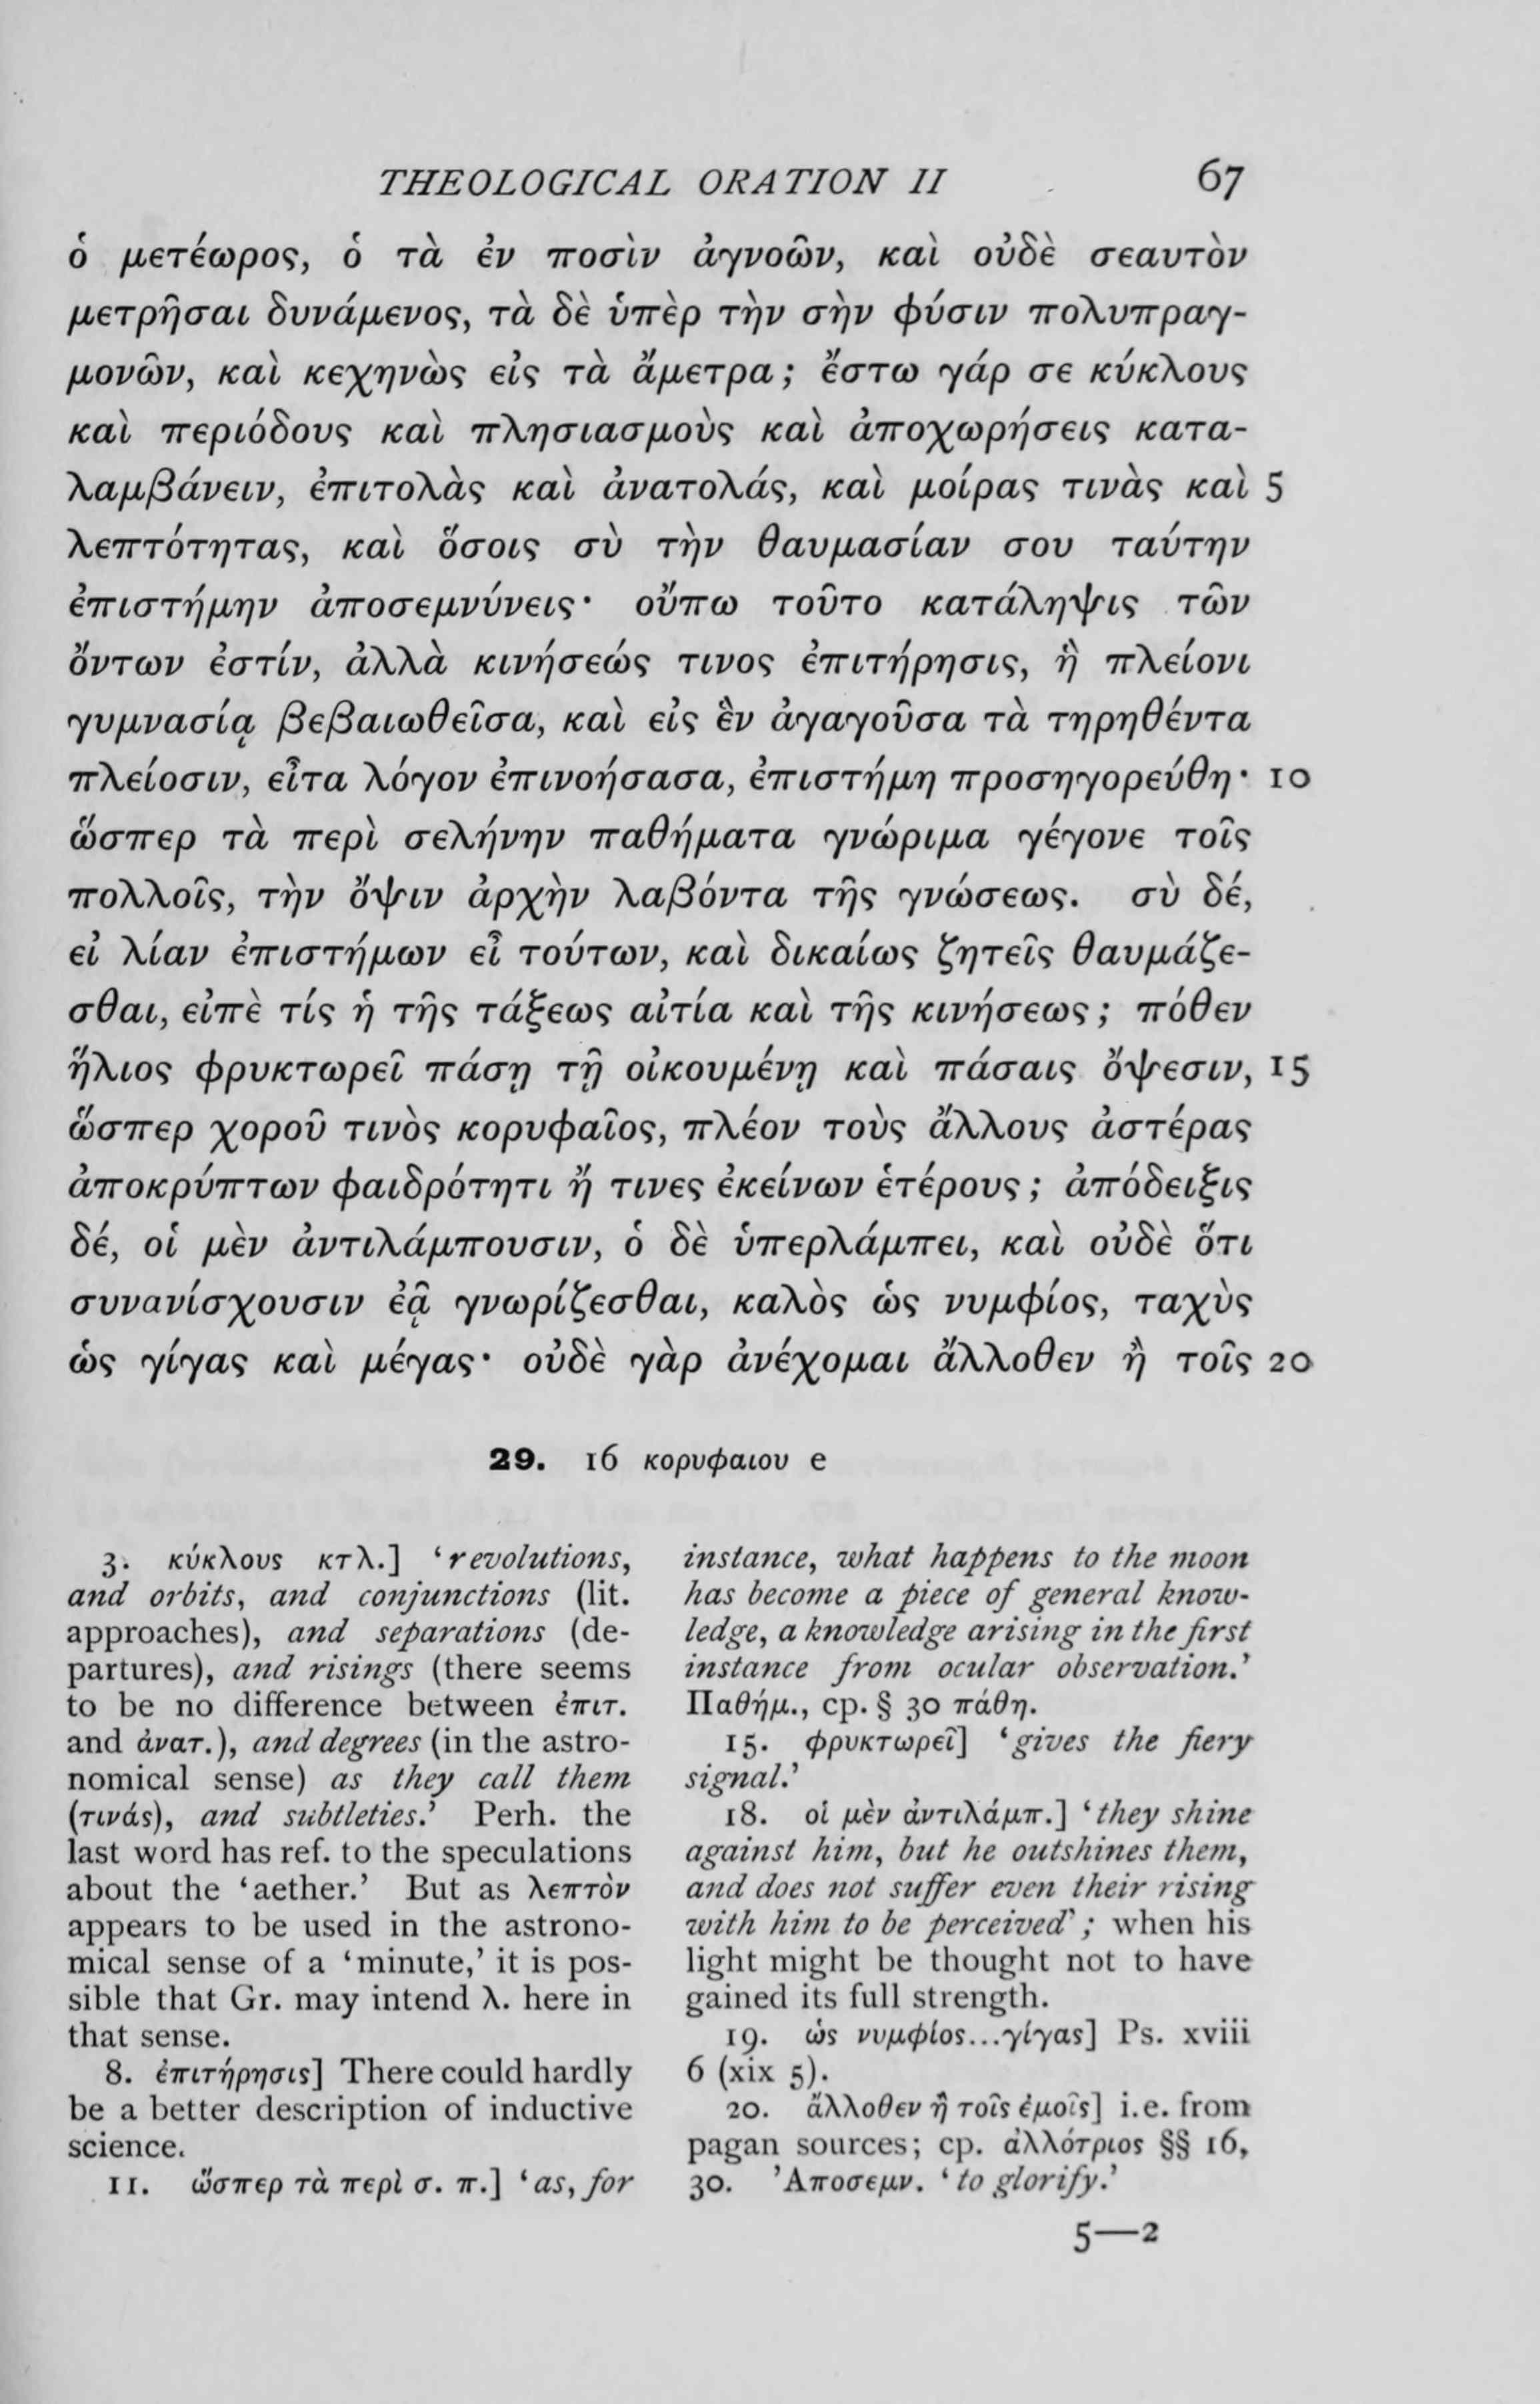 THEOLOGICAL ORATION II 67
ὁ μετέωρος, ὁ τὰ ἐν ποσὶν ἀγνοῶν, καὶ οὐδὲ σεαυτὸν
μετρῆσαι δυνάμενος, τὰ δὲ ὑπὲρ τὴν σὴν φύσιν πολυπραγ-
μονῶν, καὶ κεχηνὼς εἰς τὰ ἄμετρα; ἔστω γάρ σε κύκλους
καὶ περιόδους καὶ πλησιασμοὺς καὶ ἀποχωρήσεις κατα-
λαμβάνειν, ἐπιτολὰς καὶ ἀνατολάς, καὶ μοίρας τινὰς καὶ 5
λεπτότητας, καὶ ὅσοις σὺ τὴν θαυμασίαν σου ταύτην
ἐπιστήμην ἀποσεμνύνεις· οὔπω τοῦτο κατάληψις τῶν
ὄντων ἐστίν, ἀλλὰ κινήσεώς τινος ἐπιτήρησις, ἢ πλείονι
γυμνασίᾳ βεβαιωθεῖσα, καὶ εἰς ἓν ἀγαγοῦσα τὰ τηρηθέντα
πλείοσιν, εἶτα λόγον ἐπινοήσασα, ἐπιστήμη προσηγορεύθη· 10
ὥσπερ τὰ περὶ σελήνην παθήματα γνώριμα γέγονε τοῖς
πολλοῖς, τὴν ὄψιν ἀρχὴν λαβόντα τῆς γνώσεως. σὺ δέ,
εἰ λίαν ἐπιστήμων εἶ τούτων, καὶ δικαίως ζητεῖς θαυμάζε-
σθαι, εἰπὲ τίς ἡ τῆς τάξεως αἰτία καὶ τῆς κινήσεως; πόθεν
ἥλιος φρυκτωρεῖ πάσῃ τῇ οἰκουμένῃ καὶ πάσαις ὄψεσιν, 15
ὥσπερ χοροῦ τινὸς κορυφαῖος, πλέον τοὺς ἄλλους ἀστέρας
ἀποκρύπτων φαιδρότητι ἤ τινες ἐκείνων ἑτέρους; ἀπόδειξις
δέ, οἱ μὲν ἀντιλάμπουσιν, ὁ δὲ ὑπερλάμπει, καὶ οὐδὲ ὅτι
συνανίσχουσιν ἐᾷ γνωρίζεσθαι, καλὸς ὡς νυμφίος, ταχὺς
ὡς γίγας καὶ μέγας· οὐδὲ γὰρ ἀνέχομαι ἄλλοθεν ἢ τοῖς 20
29. 16 κορυφαιου e
3. κύκλους κτλ.] ‘revolutions,
and orbits, and conjunctions (lit.
approaches), and separations (de-
partures), and risings (there seems
to be no difference between ἐπιτ.
and ἀνατ.), and degrees (in the astro-
nomical sense) as they call them
(τινάς), and subtleties.’ Perh. the
last word has ref. to the speculations
about the ‘aether.’ But as λεπτὸν
appears to be used in the astrono-
mical sense of a ‘minute,’ it is pos-
sible that Gr. may intend λ. here in
that sense.
8. ἐπιτήρησις] There could hardly
be a better description of inductive
science.
11. ὥσπερ τὰ περὶ σ. π.] ‘as, for
instance, what happens to the moon
has become a piece of general know-
ledge, a knowledge arising in the first
instance from ocular observation.’
Παθήμ., cp. § 30 πάθη.
15. φρυκτωρεῖ] ‘gives the fiery
signal.’
18. οἱ μὲν ἀντιλάμπ.] ‘they shine
against him, but he outshines them,
and does not suffer even their rising
with him to be perceived’; when his
light might be thought not to have
gained its full strength.
19. ὡς νυμφίος...γίγας] Ps. xviii
6 (xix 5).
20. ἄλλοθεν ἢ τοῖς ἐμοῖς] i.e. from
pagan sources; cp. ἀλλότριος §§ 16,
30. Ἀποσεμν. ‘to glorify.’
5—2